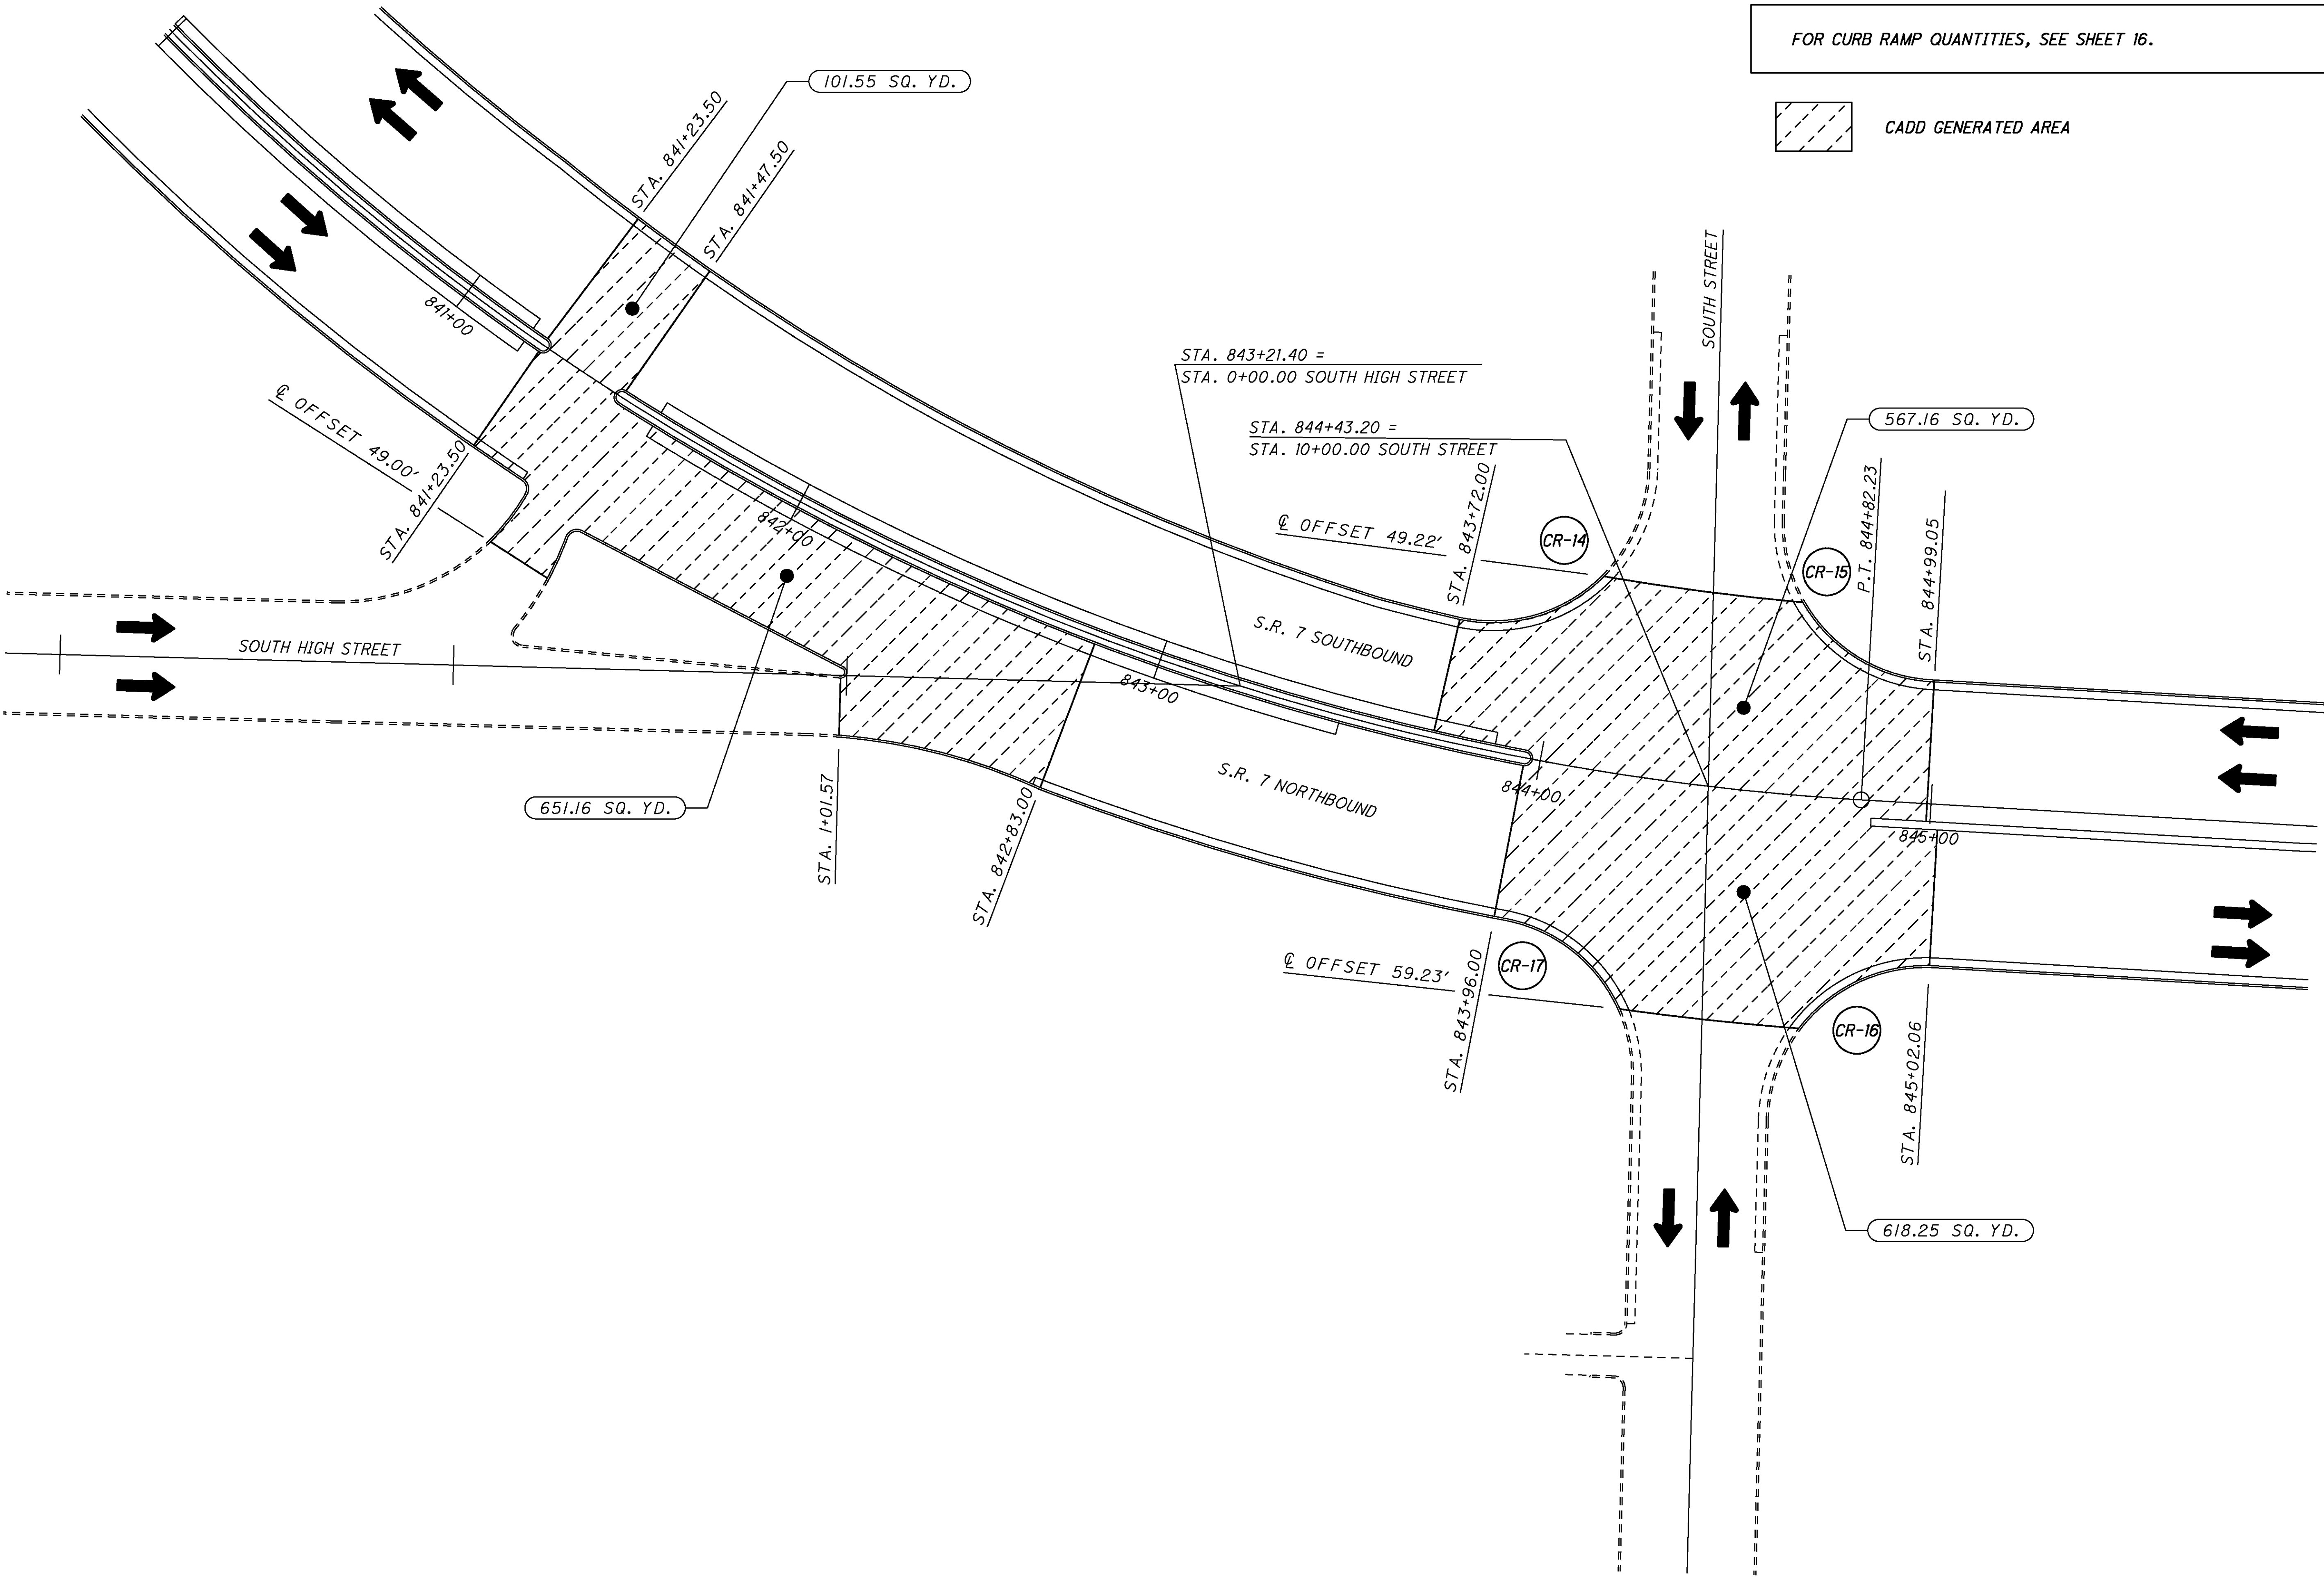 FOR CURB RAMP QUANTITIES, SEE SHEET 16.
CADD GENERATED AREA
101.55 SQ. YD.
STA. 841+23.50
STA. 841+47.50
841+00
℄ OFFSET 49.00'
STA. 841+23.50
842+00
STA. 843+21.40 =
STA. 0+00.00 SOUTH HIGH STREET
STA. 844+43.20 =
STA. 10+00.00 SOUTH STREET
SOUTH STREET
567.16 SQ. YD.
℄ OFFSET 49.22'
STA. 843+72.00
CR-14
CR-15
P.T. 844+82.23
STA. 844+99.05
SOUTH HIGH STREET
S.R. 7 SOUTHBOUND
843+00
S.R. 7 NORTHBOUND
844+00
845+00
651.16 SQ. YD.
STA. 1+01.57
STA. 842+83.00
℄ OFFSET 59.23'
STA. 843+96.00
CR-17
CR-16
STA. 845+02.06
618.25 SQ. YD.